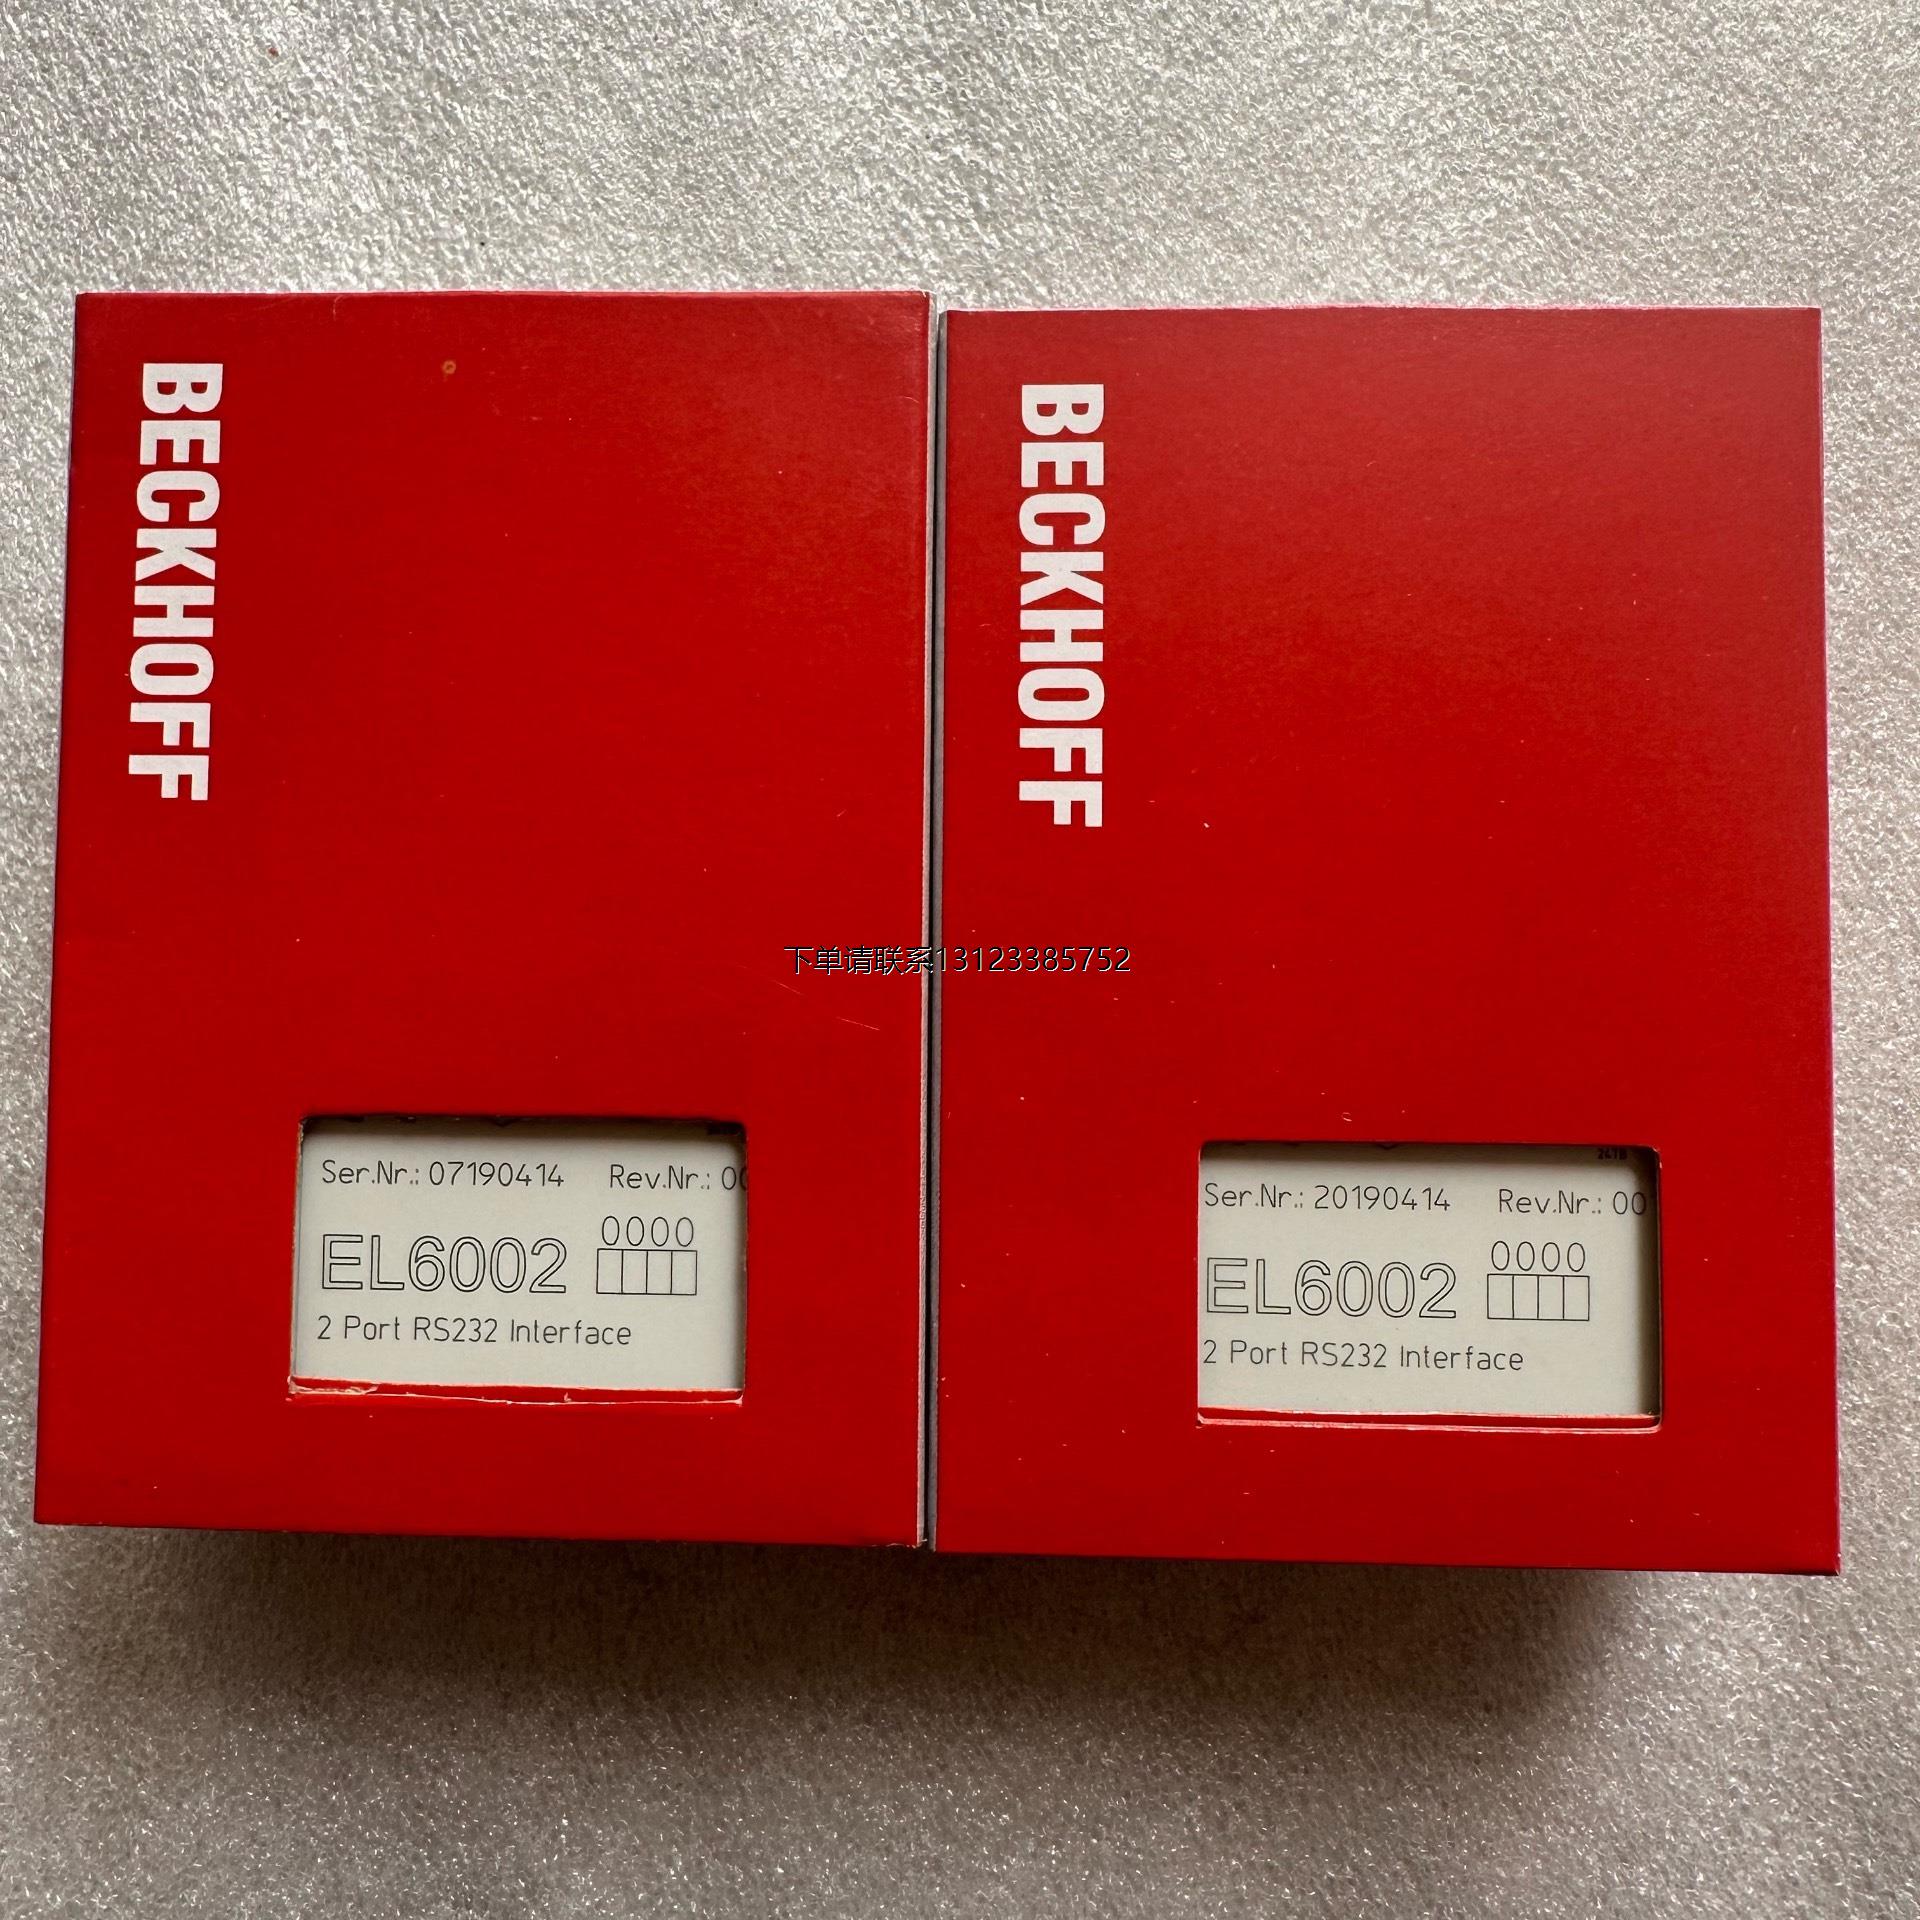 BECKHOFF
Ser.Nr.: 07190414 Rev.Nr.: 00
0000
EL6002
2 Port RS232 Interface
BECKHOFF
Ser.Nr.: 20190414 Rev.Nr.: 00
0000
EL6002
2 Port RS232 Interface
下单请联系13123385752